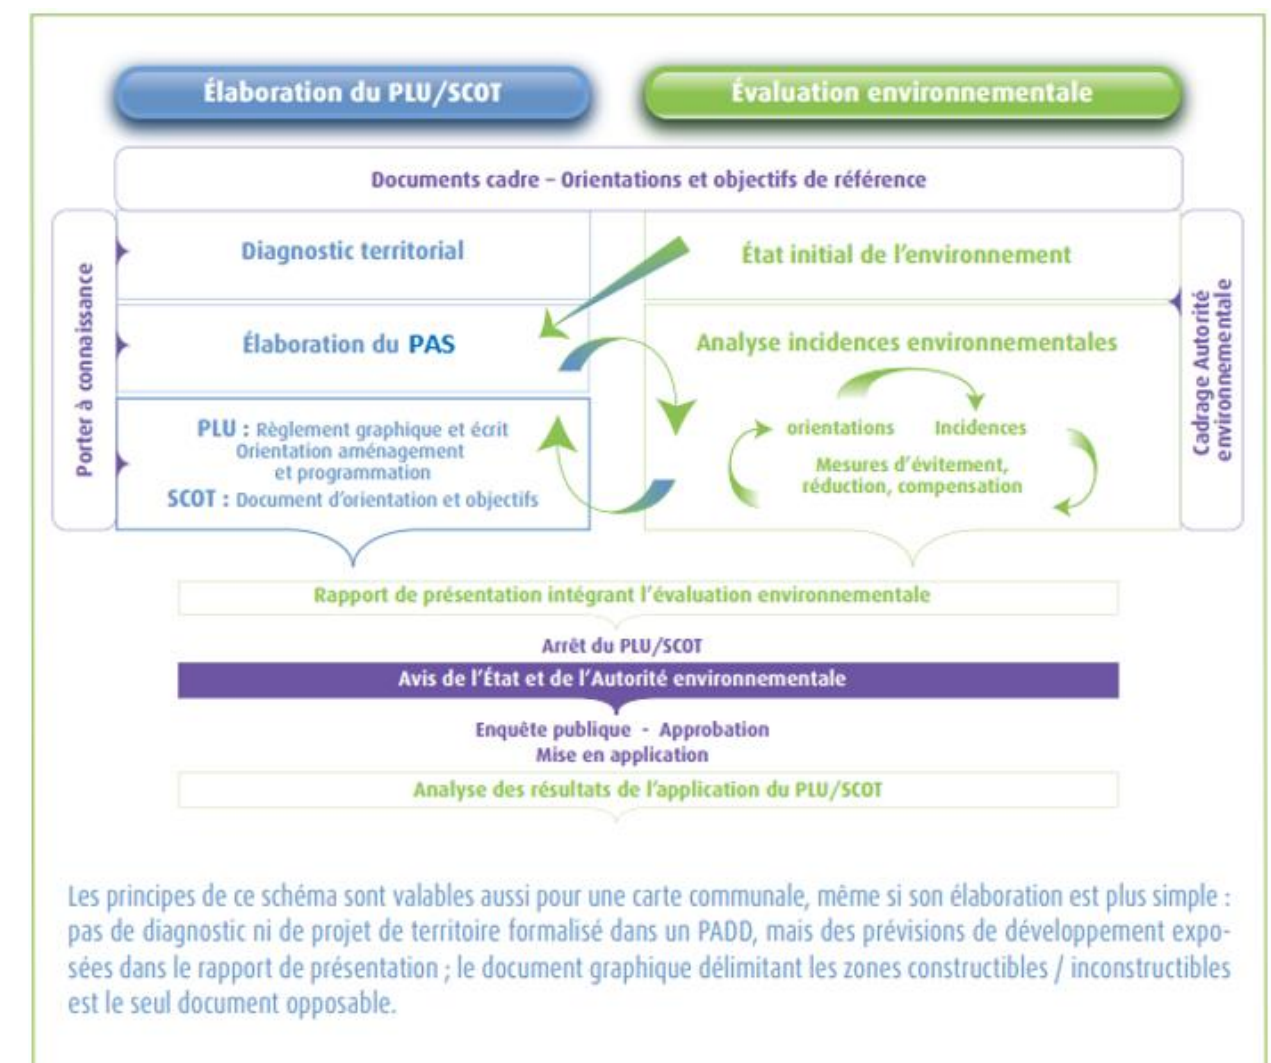 Élaboration du PLU/SCOT
Évaluation environnementale
Documents cadre – Orientations et objectifs de référence
Porter à connaissance
Diagnostic territorial
État initial de l’environnement
Élaboration du PAS
Analyse incidences environnementales
PLU : Règlement graphique et écrit
Orientation aménagement
et programmation
SCOT : Document d’orientation et objectifs
orientations
Incidences
Mesures d’évitement,
réduction, compensation
Cadrage Autorité
environnementale
Rapport de présentation intégrant l’évaluation environnementale
Arrêt du PLU/SCOT
Avis de l’État et de l’Autorité environnementale
Enquête publique - Approbation
Mise en application
Analyse des résultats de l’application du PLU/SCOT
Les principes de ce schéma sont valables aussi pour une carte communale, même si son élaboration est plus simple :
pas de diagnostic ni de projet de territoire formalisé dans un PADD, mais des prévisions de développement expo-
sées dans le rapport de présentation ; le document graphique délimitant les zones constructibles / inconstructibles
est le seul document opposable.